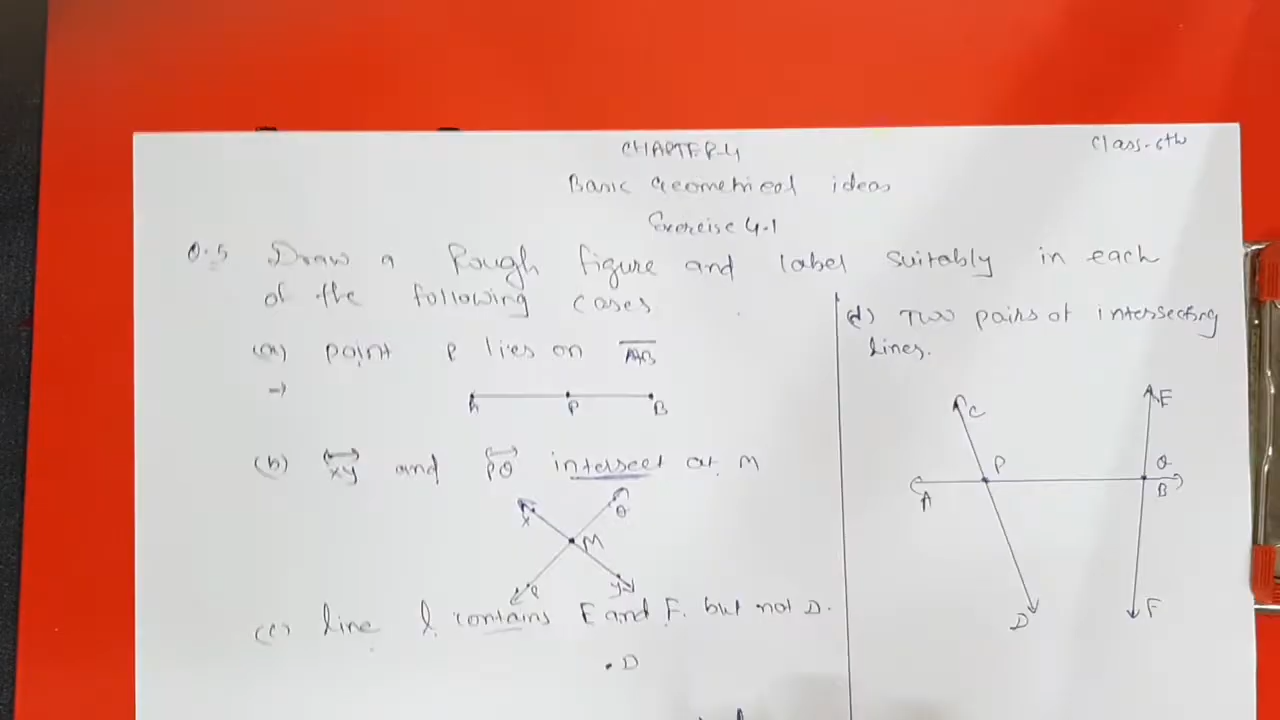 CHAPTER-4
Class-6th
Basic Geometrical ideas
Exercise 4.1
Q.5 Draw a Rough figure and label suitably in each
of the following cases
(a) point P lies on AB
→
A P B
(b) XY and PQ intersect at M
X Q
M
P Y
(c) line l contains E and F but not D.
. D
(d) Two pairs of intersecting
lines.
C E
P Q
A B
D F